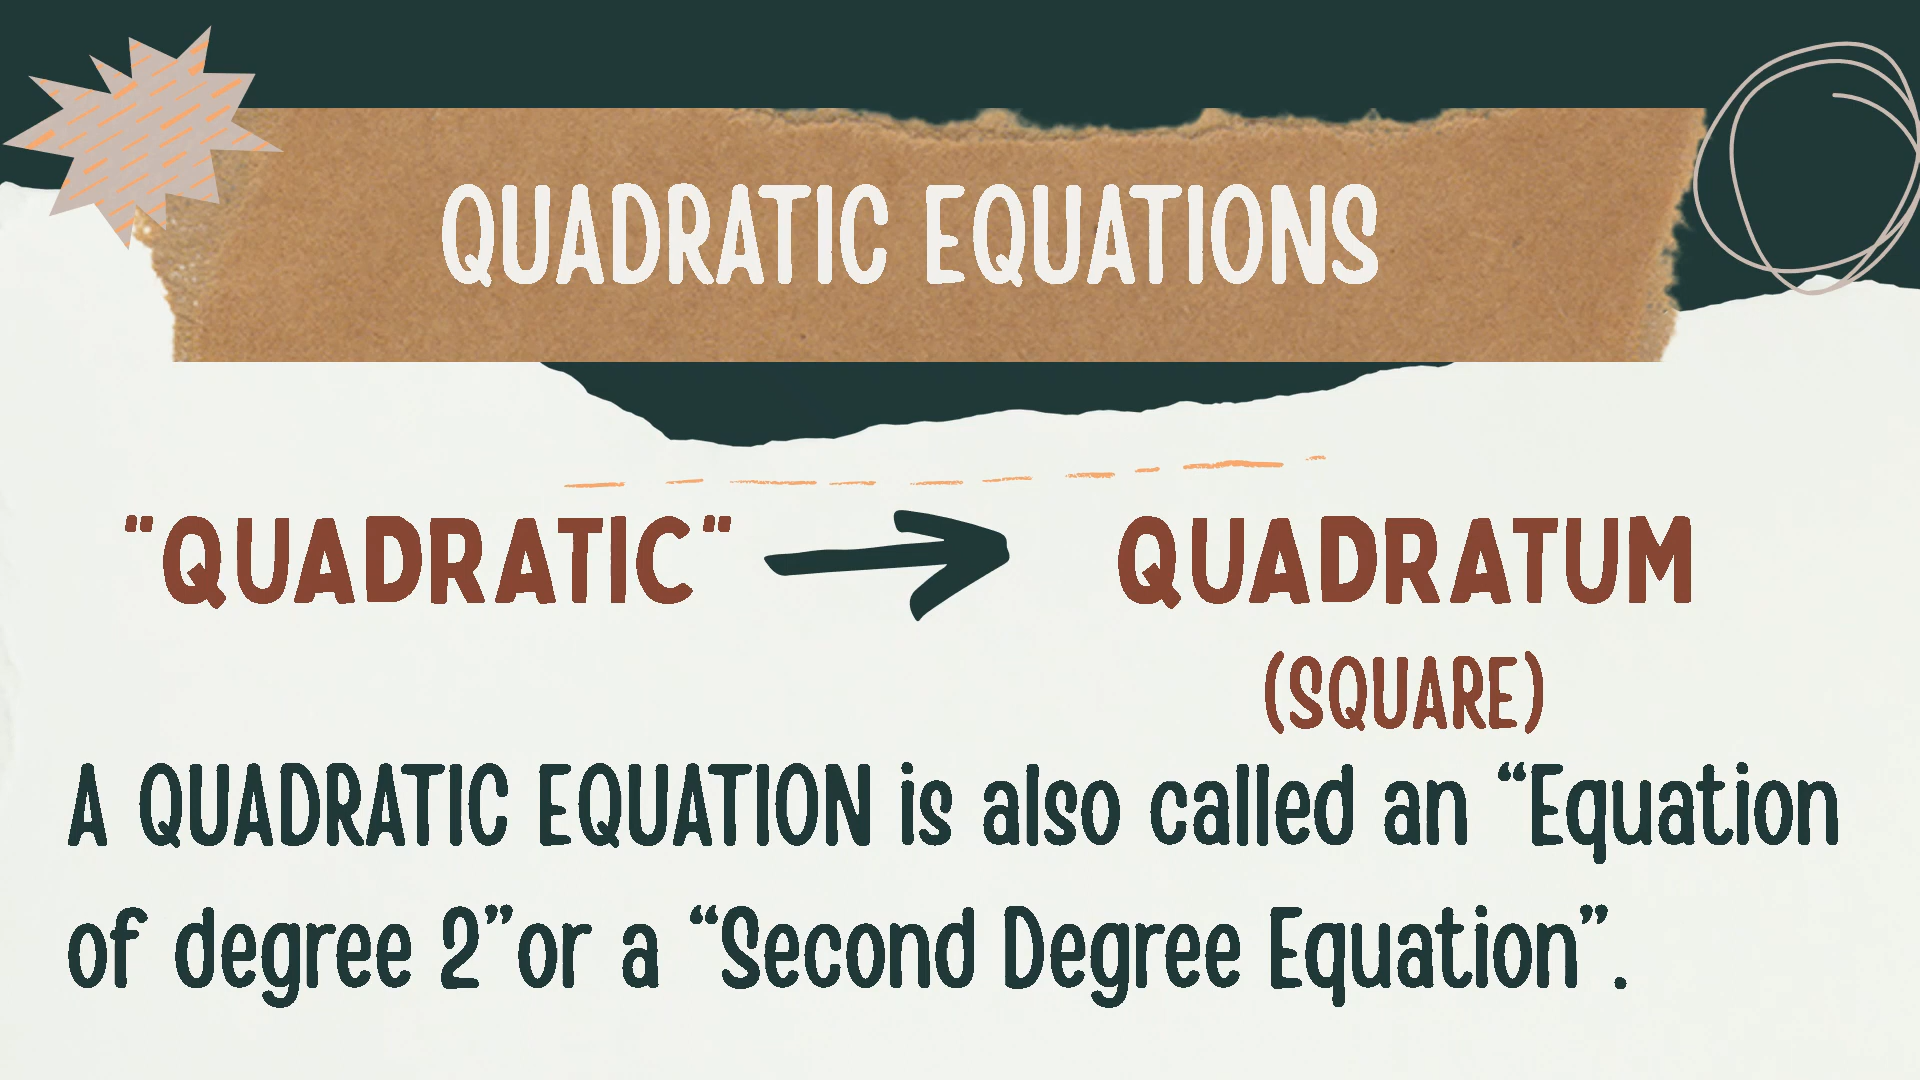 QUADRATIC EQUATIONS
"QUADRATIC" QUADRATUM
(SQUARE)
A QUADRATIC EQUATION is also called an “Equation
of degree 2”or a “Second Degree Equation”.